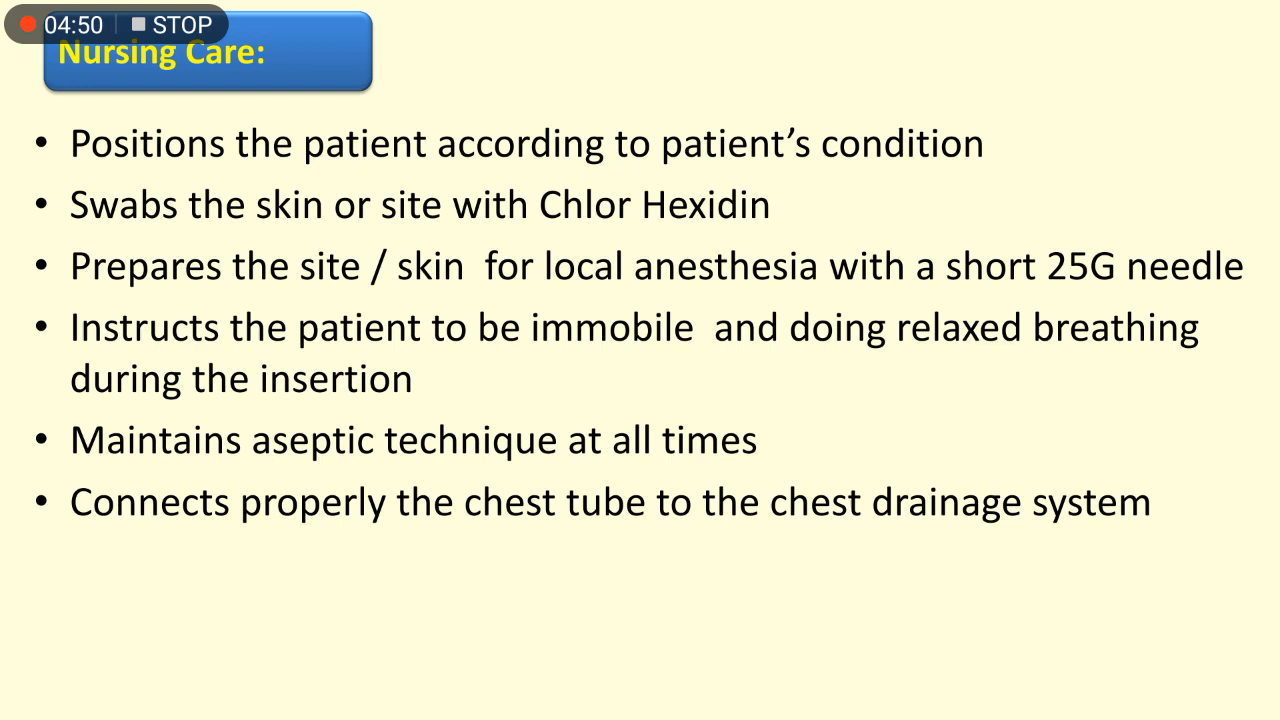 04:50 STOP
Nursing Care:
• Positions the patient according to patient’s condition
• Swabs the skin or site with Chlor Hexidin
• Prepares the site / skin  for local anesthesia with a short 25G needle
• Instructs the patient to be immobile  and doing relaxed breathing
during the insertion
• Maintains aseptic technique at all times
• Connects properly the chest tube to the chest drainage system